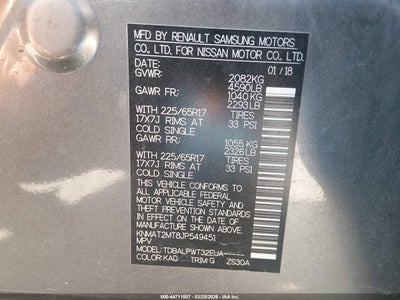 MFD BY RENAULT SAMSUNG MOTORS
CO., LTD. FOR NISSAN MOTOR CO., LTD.
DATE: 01 / 18
GVWR: 2082KG
4590LB
GAWR FR: 1040 KG
2293LB
WITH 225/65R17 TIRES
17X7J RIMS AT 33 PSI
COLD SINGLE
GAWR RR: 1055 KG
2326LB
WITH 225/65R17 TIRES
17X7J RIMS AT 33 PSI
COLD SINGLE
THIS VEHICLE CONFORMS TO ALL
APPLICABLE FEDERAL MOTOR VEHICLE
SAFETY AND THEFT PREVENTION
STANDARDS IN EFFECT ON THE DATE
OF MANUFACTURE SHOWN ABOVE.
KNMAT2MT8JP549451
MPV
MODEL: TDBALPWT32EUA-----
COLOR: KAD TRIM: G ZS30A
550 - 44711507 - 03/25/2026 - IAAI